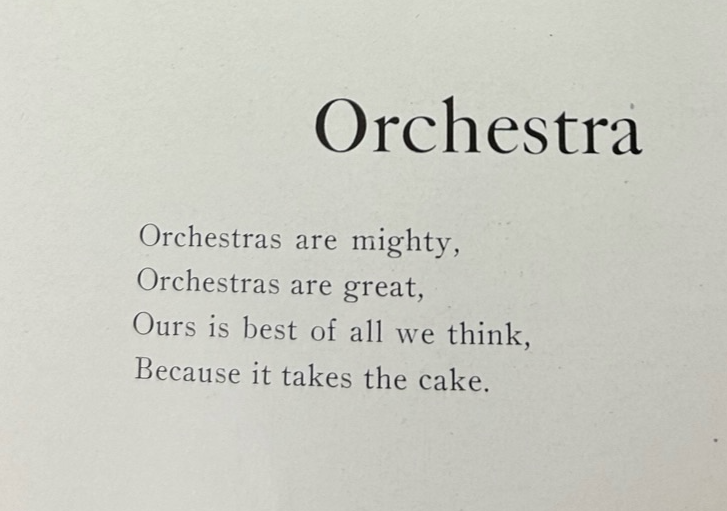 Orchestra
Orchestras are mighty,
Orchestras are great,
Ours is best of all we think,
Because it takes the cake.